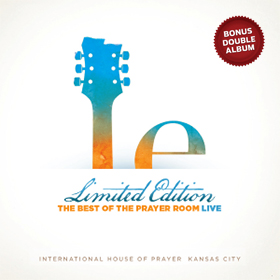 BONUS
DOUBLE
ALBUM
le
Limited Edition
THE BEST OF THE PRAYER ROOM LIVE
INTERNATIONAL HOUSE OF PRAYER KANSAS CITY